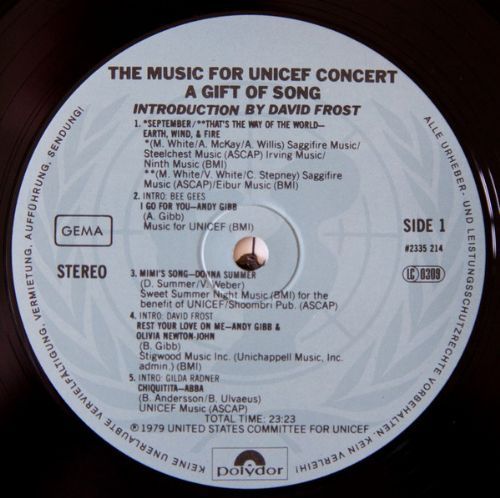 THE MUSIC FOR UNICEF CONCERT
A GIFT OF SONG
INTRODUCTION BY DAVID FROST
1. *SEPTEMBER/**THAT'S THE WAY OF THE WORLD—
EARTH, WIND, & FIRE
*(M. White/A. McKay/A. Willis) Saggifire Music/
Steelchest Music (ASCAP) Irving Music/
Ninth Music (BMI)
**(M. White/V. White/C. Stepney) Saggifire
Music (ASCAP)/Eibur Music (BMI)
2. INTRO: BEE GEES
I GO FOR YOU—ANDY GIBB
(A. Gibb)
Music for UNICEF (BMI)
GEMA
STEREO
SIDE 1
#2335 214
LC 0309
3. MIMI'S SONG—DONNA SUMMER
(D. Summer/V. Weber)
Sweet Summer Night Music (BMI) for the
benefit of UNICEF/Shoombri Pub. (ASCAP)
4. INTRO: DAVID FROST
REST YOUR LOVE ON ME—ANDY GIBB &
OLIVIA NEWTON-JOHN
(B. Gibb)
Stigwood Music Inc. (Unichappell Music, Inc.
admin.) (BMI)
5. INTRO: GILDA RADNER
CHIQUITITA—ABBA
(B. Andersson/B. Ulvaeus)
UNICEF Music (ASCAP)
TOTAL TIME: 23:23
℗ 1979 UNITED STATES COMMITTEE FOR UNICEF
polydor
ALLE URHEBER- UND LEISTUNGSSCHUTZRECHTE VORBEHALTEN. KEIN VERLEIH!
KEINE UNERLAUBTE VERVIELFÄLTIGUNG, VERMIETUNG, AUFFÜHRUNG, SENDUNG!